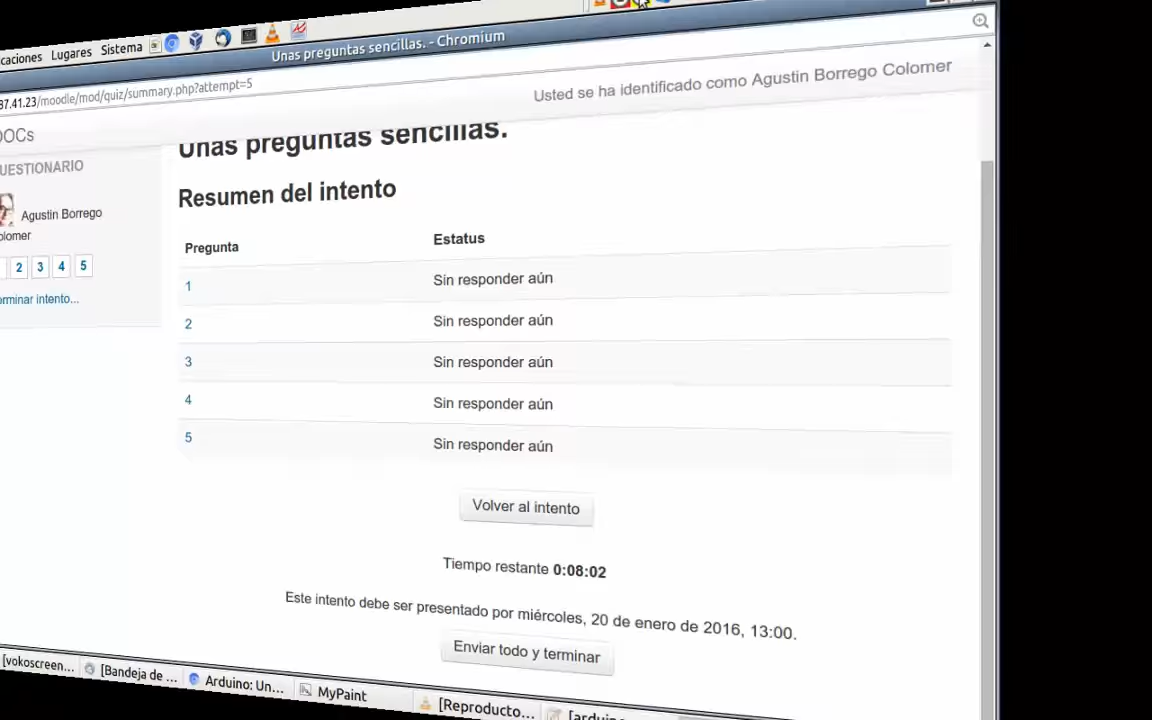 caciones Lugares Sistema
Unas preguntas sencillas. - Chromium
37.41.23/moodle/mod/quiz/summary.php?attempt=5
Usted se ha identificado como Agustin Borrego Colomer
DOCs
UESTIONARIO
Agustin Borrego
olomer
2 3 4 5
erminar intento...
Unas preguntas sencillas.
Resumen del intento
Pregunta Estatus
1 Sin responder aún
2 Sin responder aún
3 Sin responder aún
4 Sin responder aún
5 Sin responder aún
Volver al intento
Tiempo restante 0:08:02
Este intento debe ser presentado por miércoles, 20 de enero de 2016, 13:00.
Enviar todo y terminar
[vokoscreen... [Bandeja de ... Arduino: Un... MyPaint [Reproducto... [arduin